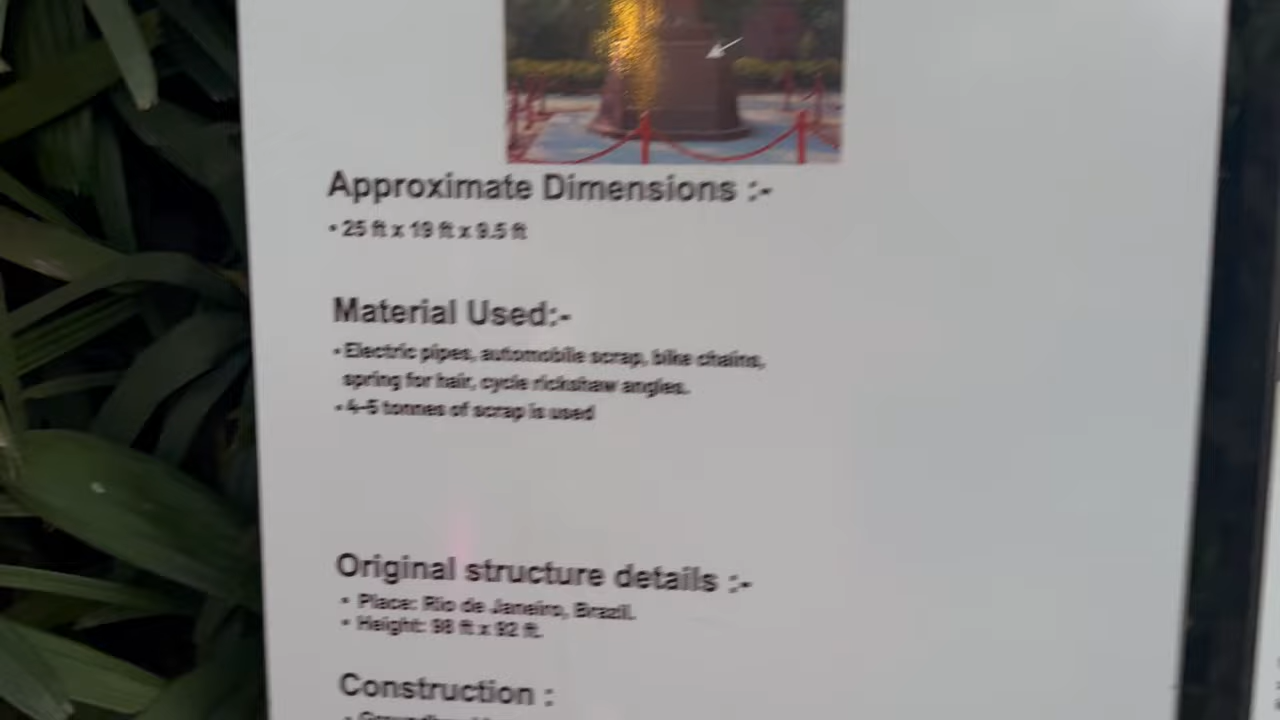 Approximate Dimensions :-
• 25 ft x 19 ft x 9.5 ft
Material Used:-
• Electric pipes, automobile scrap, bike chains,
spring for hair, cycle rickshaw angles.
• 4-5 tonnes of scrap is used
Original structure details :-
• Place: Rio de Janeiro, Brazil.
• Height: 98 ft x 92 ft.
Construction :